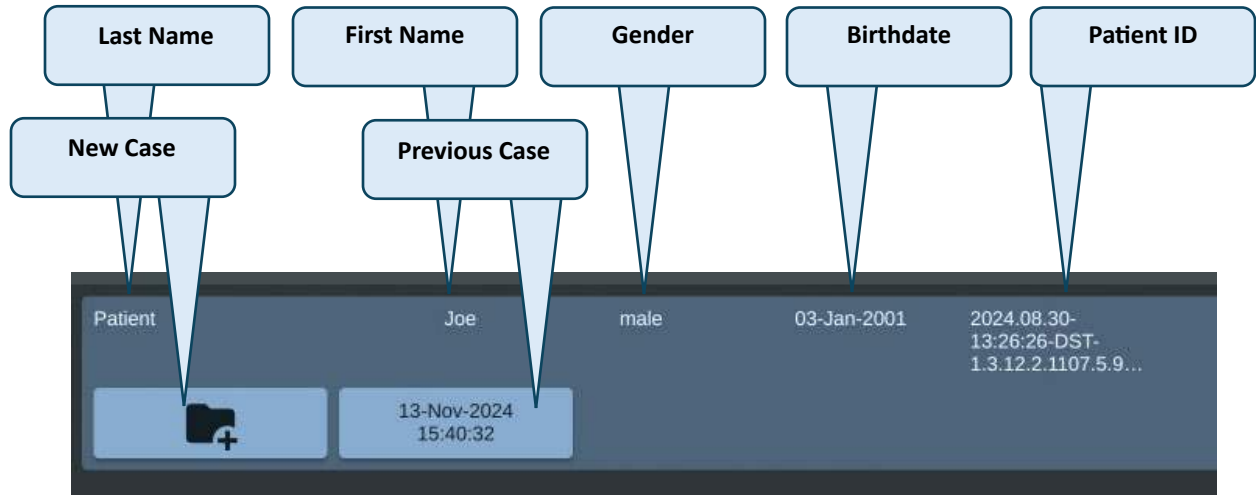 Last Name
First Name
Gender
Birthdate
Patient ID
New Case
Previous Case
Patient
Joe
male
03-Jan-2001
2024.08.30-
13:26:26-DST-
1.3.12.2.1107.5.9...
13-Nov-2024
15:40:32